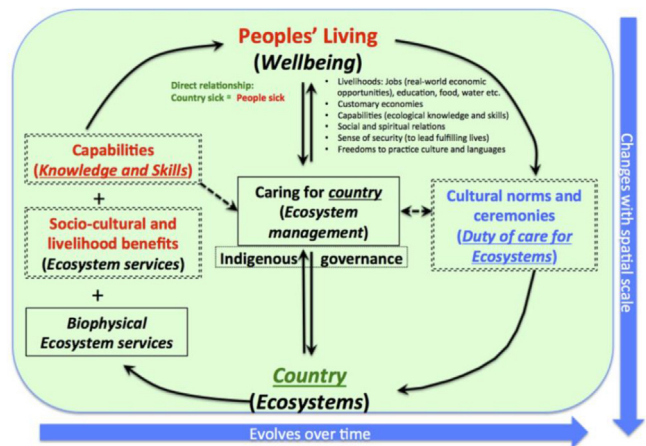 Peoples' Living
(Wellbeing)
Direct relationship:
Country sick = People sick
• Livelihoods: Jobs (real-world economic
opportunities), education, food, water etc.
• Customary economies
• Capabilities (ecological knowledge and skills)
• Social and spiritual relations
• Sense of security (to lead fulfilling lives)
• Freedoms to practice culture and languages
Capabilities
(Knowledge and Skills)
+
Socio-cultural and
livelihood benefits
(Ecosystem services)
+
Biophysical
Ecosystem services
Caring for country
(Ecosystem
management)
Indigenous governance
Cultural norms and
ceremonies
(Duty of care for
Ecosystems)
Country
(Ecosystems)
Evolves over time
Changes with spatial scale